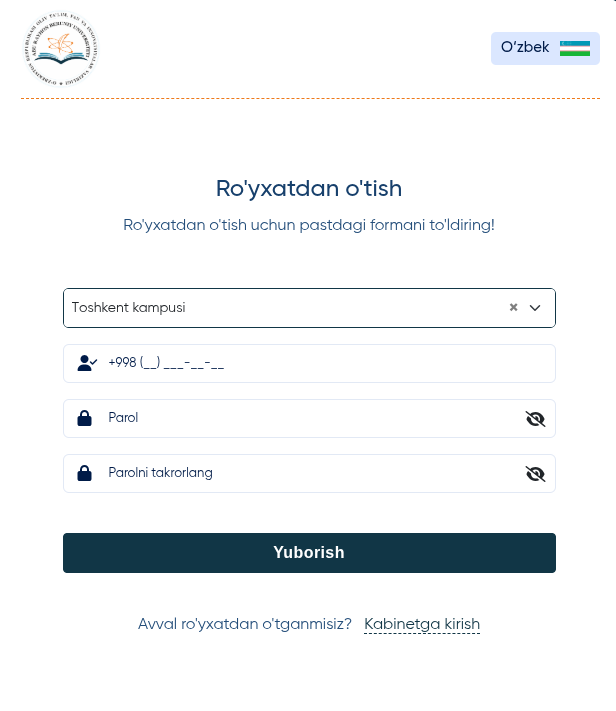 O‘zbek
Ro'yxatdan o'tish
Ro'yxatdan o'tish uchun pastdagi formani to'ldiring!
Toshkent kampusi ×
+998 (__) ___-__-__
Parol
Parolni takrorlang
Yuborish
Avval ro'yxatdan o'tganmisiz? Kabinetga kirish